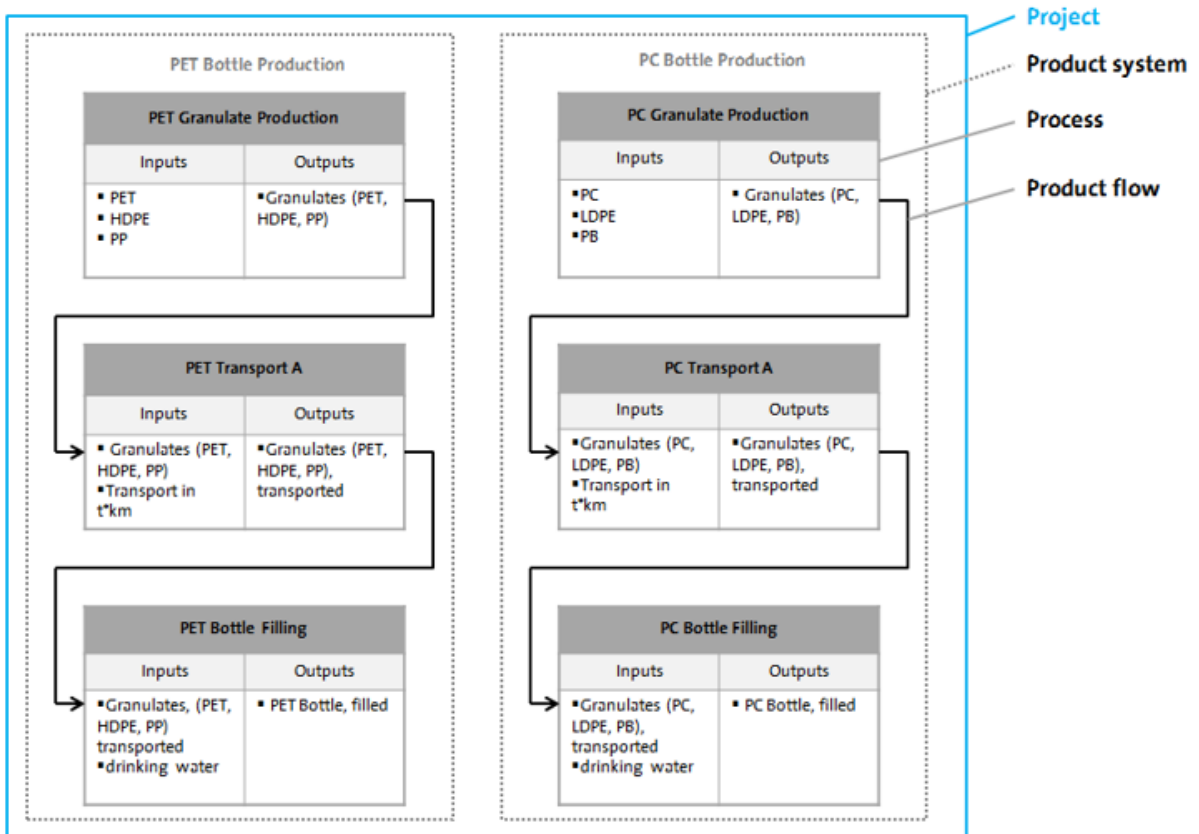 Project
Product system
Process
Product flow
PET Bottle Production
PET Granulate Production
Inputs
Outputs
▪ PET
▪ HDPE
▪ PP
▪Granulates (PET,
HDPE, PP)
PET Transport A
Inputs
Outputs
▪ Granulates (PET,
HDPE, PP)
▪Transport in
t*km
▪Granulates (PET,
HDPE, PP),
transported
PET Bottle Filling
Inputs
Outputs
▪Granulates, (PET,
HDPE, PP)
transported
▪drinking water
▪ PET Bottle, filled
PC Bottle Production
PC Granulate Production
Inputs
Outputs
▪PC
▪LDPE
▪PB
▪ Granulates (PC,
LDPE, PB)
PC Transport A
Inputs
Outputs
▪Granulates (PC,
LDPE, PB)
▪Transport in
t*km
▪Granulates (PC,
LDPE, PB),
transported
PC Bottle Filling
Inputs
Outputs
▪Granulates (PC,
LDPE, PB),
transported
▪drinking water
▪ PC Bottle, filled